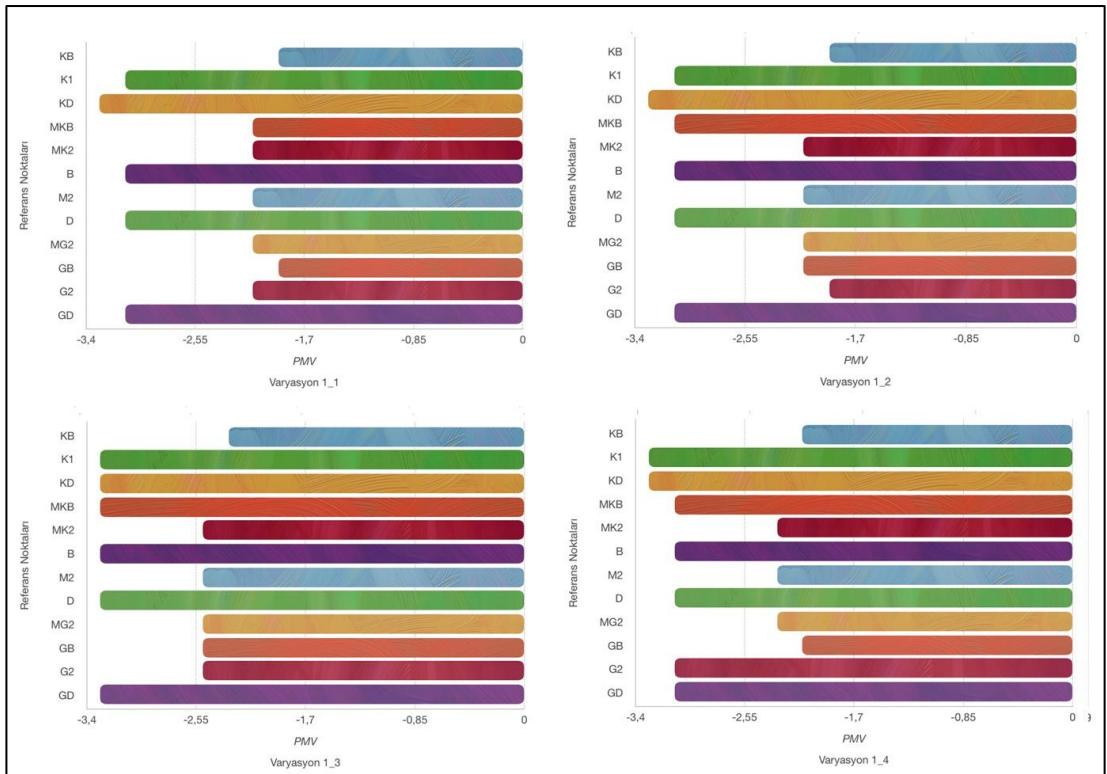 Referans Noktaları
KB
K1
KD
MKB
MK2
B
M2
D
MG2
GB
G2
GD
-3,4 -2,55 -1,7 -0,85 0
PMV
Varyasyon 1_1
Referans Noktaları
KB
K1
KD
MKB
MK2
B
M2
D
MG2
GB
G2
GD
-3,4 -2,55 -1,7 -0,85 0
PMV
Varyasyon 1_2
Referans Noktaları
KB
K1
KD
MKB
MK2
B
M2
D
MG2
GB
G2
GD
-3,4 -2,55 -1,7 -0,85 0
PMV
Varyasyon 1_3
Referans Noktaları
KB
K1
KD
MKB
MK2
B
M2
D
MG2
GB
G2
GD
-3,4 -2,55 -1,7 -0,85 0
PMV
Varyasyon 1_4